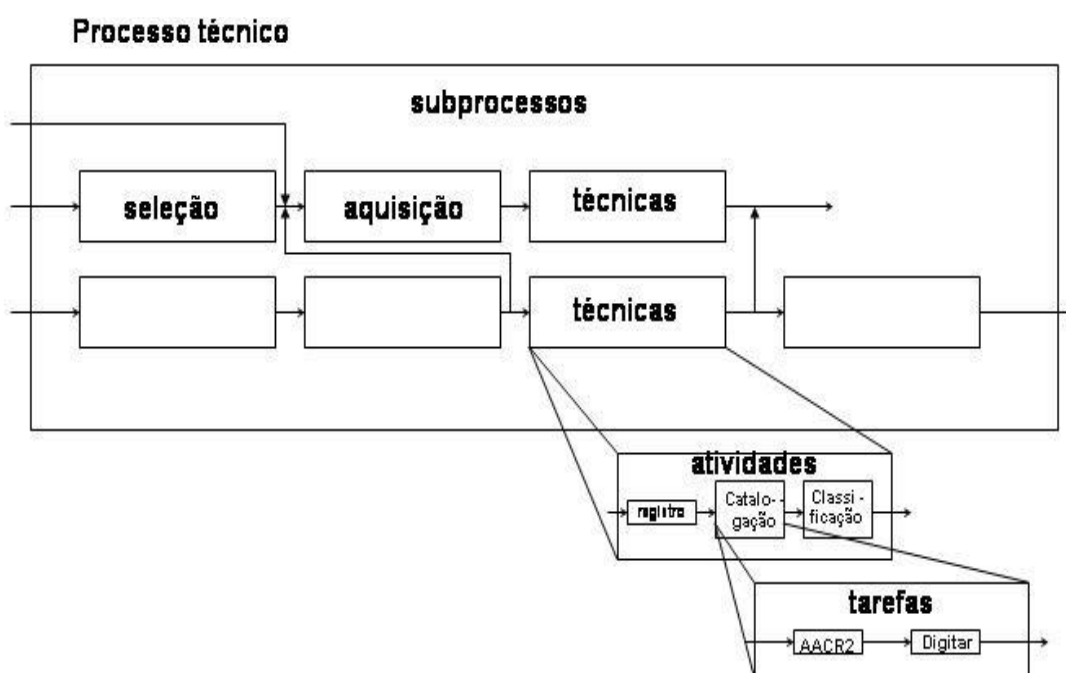 Processo técnico
subprocessos
seleção
aquisição
técnicas
técnicas
atividades
registro
Catalo-
gação
Classi-
ficação
tarefas
AACR2
Digitar